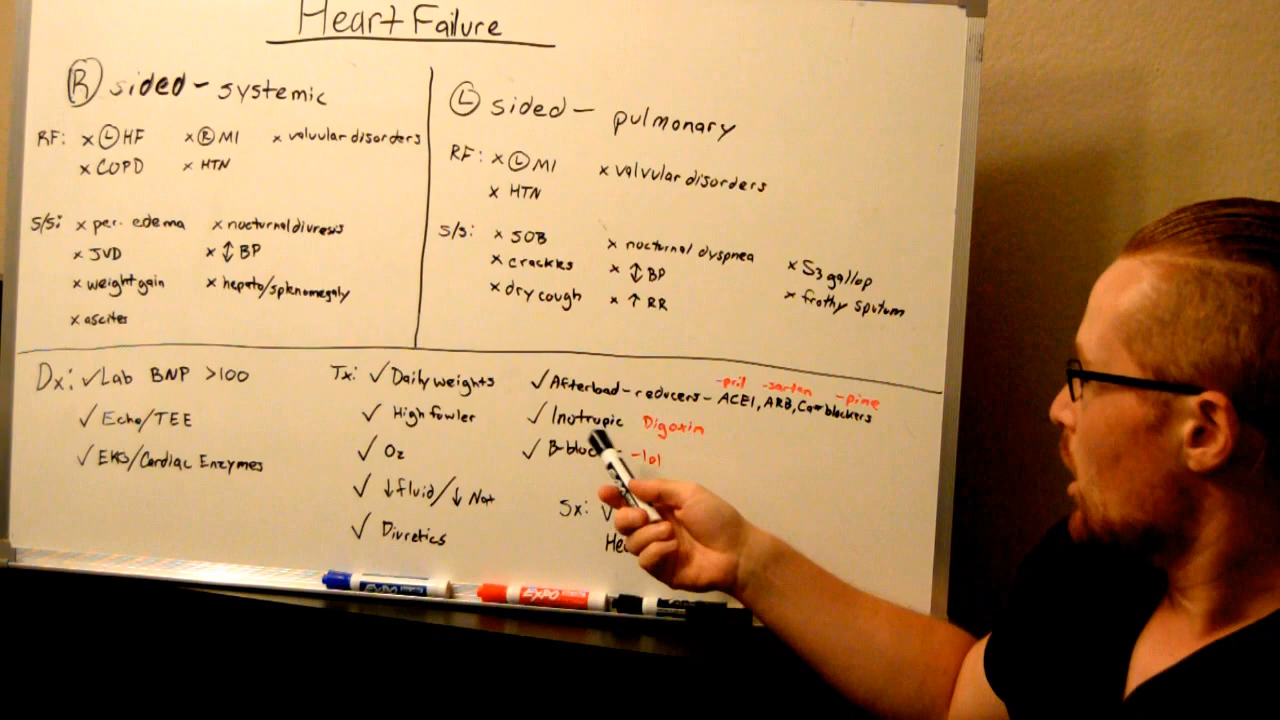 Heart Failure
Ⓡ sided – systemic
RF: × Ⓛ HF × Ⓡ MI × valvular disorders
× COPD × HTN
S/S: × per. edema × nocturnal diuresis
× JVD × ↕ BP
× weight gain × hepato/splenomegaly
× ascites
Ⓛ sided – pulmonary
RF: × Ⓛ MI × valvular disorders
× HTN
S/S: × SOB × nocturnal dyspnea × S3 gallop
× crackles × ↕ BP × frothy sputum
× dry cough × ↑ RR
Dx: ✓ Lab BNP >100
✓ Echo/TEE
✓ EKG/Cardiac Enzymes
Tx: ✓ Daily weights
✓ High fowler
✓ O2
✓ ↓ fluid/↓ Na+
✓ Diuretics
-pril -sartan -pine
✓ Afterload-reducers – ACEI, ARB, Ca+ blockers
✓ Inotropic Digoxin
✓ B-bloc -lol
Sx: ✓
EXPO
EXPO